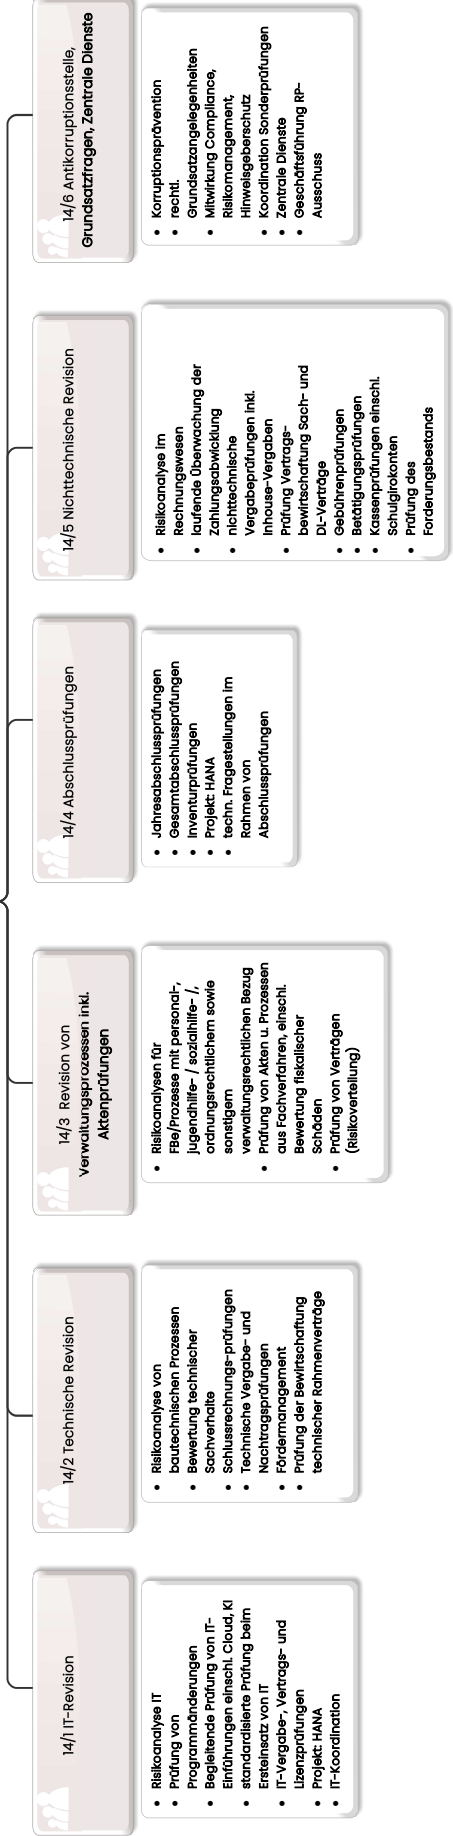 14/1 IT-Revision
• Risikoanalyse IT
• Prüfung von
Programmänderungen
• Begleitende Prüfung von IT-
Einführungen einschl. Cloud, KI
• standardisierte Prüfung beim
Ersteinsatz von IT
• IT-Vergabe-, Vertrags- und
Lizenzprüfungen
• Projekt: HANA
• IT-Koordination
14/2 Technische Revision
• Risikoanalyse von
bautechnischen Prozessen
• Bewertung technischer
Sachverhalte
• Schlussrechnungs-prüfungen
• Technische Vergabe- und
Nachtragsprüfungen
• Fördermanagement
• Prüfung der Bewirtschaftung
technischer Rahmenverträge
14/3 Revision von
Verwaltungsprozessen inkl.
Aktenprüfungen
• Risikoanalysen für
FBe/Prozesse mit personal-,
jugendhilfe- / sozialhilfe- /,
ordnungsrechtlichem sowie
sonstigem
verwaltungsrechtlichen Bezug
• Prüfung von Akten u. Prozessen
aus Fachverfahren, einschl.
Bewertung fiskalischer
Schäden
• Prüfung von Verträgen
(Risikoverteilung)
14/4 Abschlussprüfungen
• Jahresabschlussprüfungen
• Gesamtabschlussprüfungen
• Inventurprüfungen
• Projekt: HANA
• techn. Fragestellungen im
Rahmen von
Abschlussprüfungen
14/5 Nichttechnische Revision
• Risikoanalyse im
Rechnungswesen
• laufende Überwachung der
Zahlungsabwicklung
• nichttechnische
Vergabeprüfungen inkl.
Inhouse-Vergaben
• Prüfung Vertrags-
bewirtschaftung Sach- und
DL-Verträge
• Gebührenprüfungen
• Betätigungsprüfungen
• Kassenprüfungen einschl.
Schulgirokonten
• Prüfung des
Forderungsbestands
14/6 Antikorruptionsstelle,
Grundsatzfragen, Zentrale Dienste
• Korruptionsprävention
• rechtl.
Grundsatzangelegenheiten
• Mitwirkung Compliance,
Risikomanagement,
Hinweisgeberschutz
• Koordination Sonderprüfungen
• Zentrale Dienste
• Geschäftsführung RP-
Ausschuss